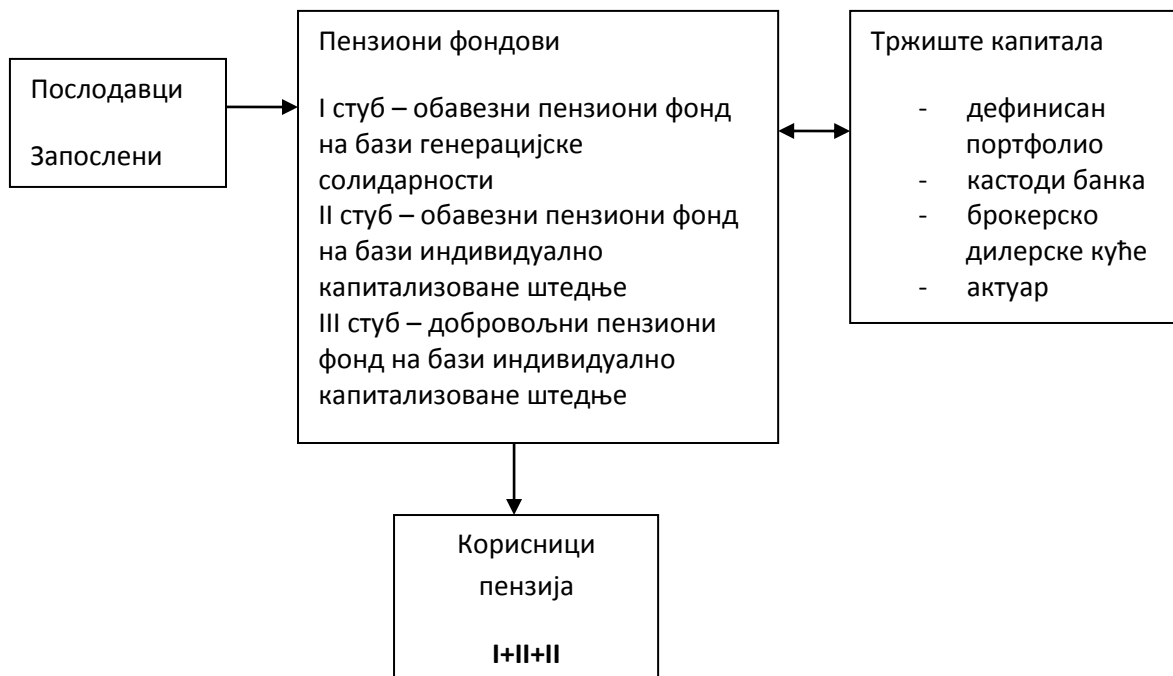 Послодавци
Запослени
Пензиони фондови
I стуб – обавезни пензиони фонд
на бази генерацијске
солидарности
II стуб – обавезни пензиони фонд
на бази индивидуално
капитализоване штедње
III стуб – добровољни пензиони
фонд на бази индивидуално
капитализоване штедње
Тржиште капитала
- дефинисан
портфолио
- кастоди банка
- брокерско
дилерске куће
- актуар
Корисници
пензија
I+II+II